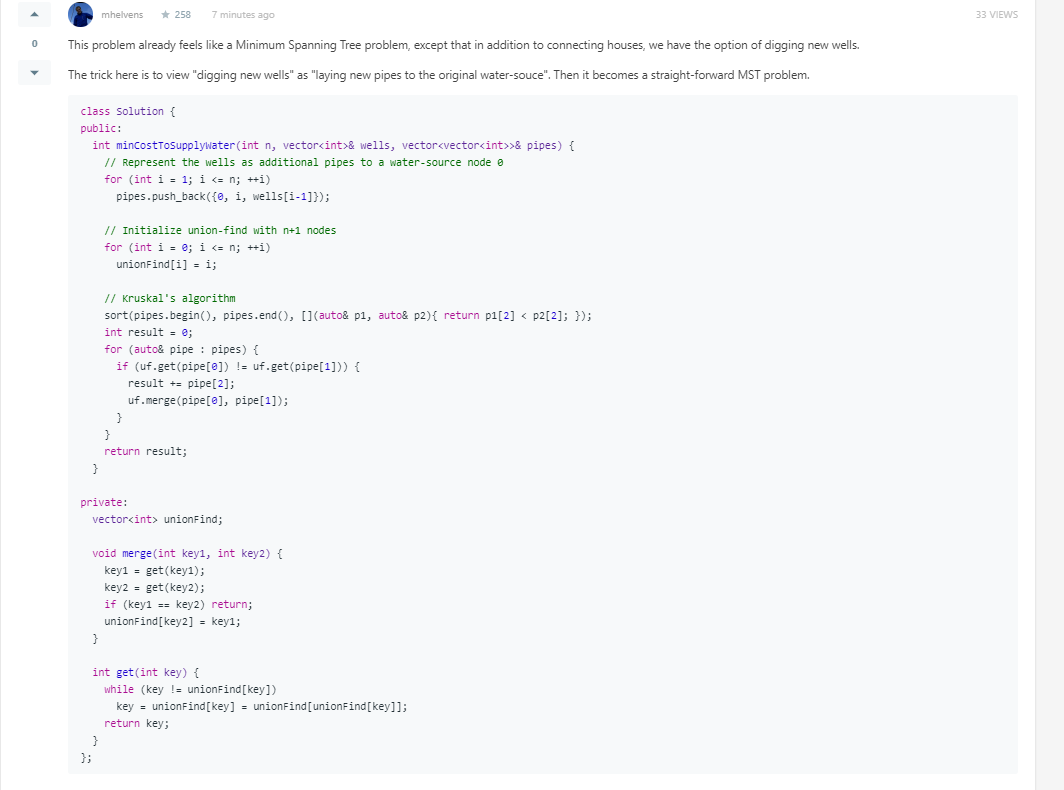 mhelvens ★ 258 7 minutes ago 33 VIEWS
0
This problem already feels like a Minimum Spanning Tree problem, except that in addition to connecting houses, we have the option of digging new wells.
The trick here is to view "digging new wells" as "laying new pipes to the original water-souce". Then it becomes a straight-forward MST problem.
class Solution {
public:
  int minCostToSupplyWater(int n, vector<int>& wells, vector<vector<int>>& pipes) {
    // Represent the wells as additional pipes to a water-source node 0
    for (int i = 1; i <= n; ++i)
      pipes.push_back({0, i, wells[i-1]});

    // Initialize union-find with n+1 nodes
    for (int i = 0; i <= n; ++i)
      unionFind[i] = i;

    // Kruskal's algorithm
    sort(pipes.begin(), pipes.end(), [](auto& p1, auto& p2){ return p1[2] < p2[2]; });
    int result = 0;
    for (auto& pipe : pipes) {
      if (uf.get(pipe[0]) != uf.get(pipe[1])) {
        result += pipe[2];
        uf.merge(pipe[0], pipe[1]);
      }
    }
    return result;
  }

private:
  vector<int> unionFind;

  void merge(int key1, int key2) {
    key1 = get(key1);
    key2 = get(key2);
    if (key1 == key2) return;
    unionFind[key2] = key1;
  }

  int get(int key) {
    while (key != unionFind[key])
      key = unionFind[key] = unionFind[unionFind[key]];
    return key;
  }
};